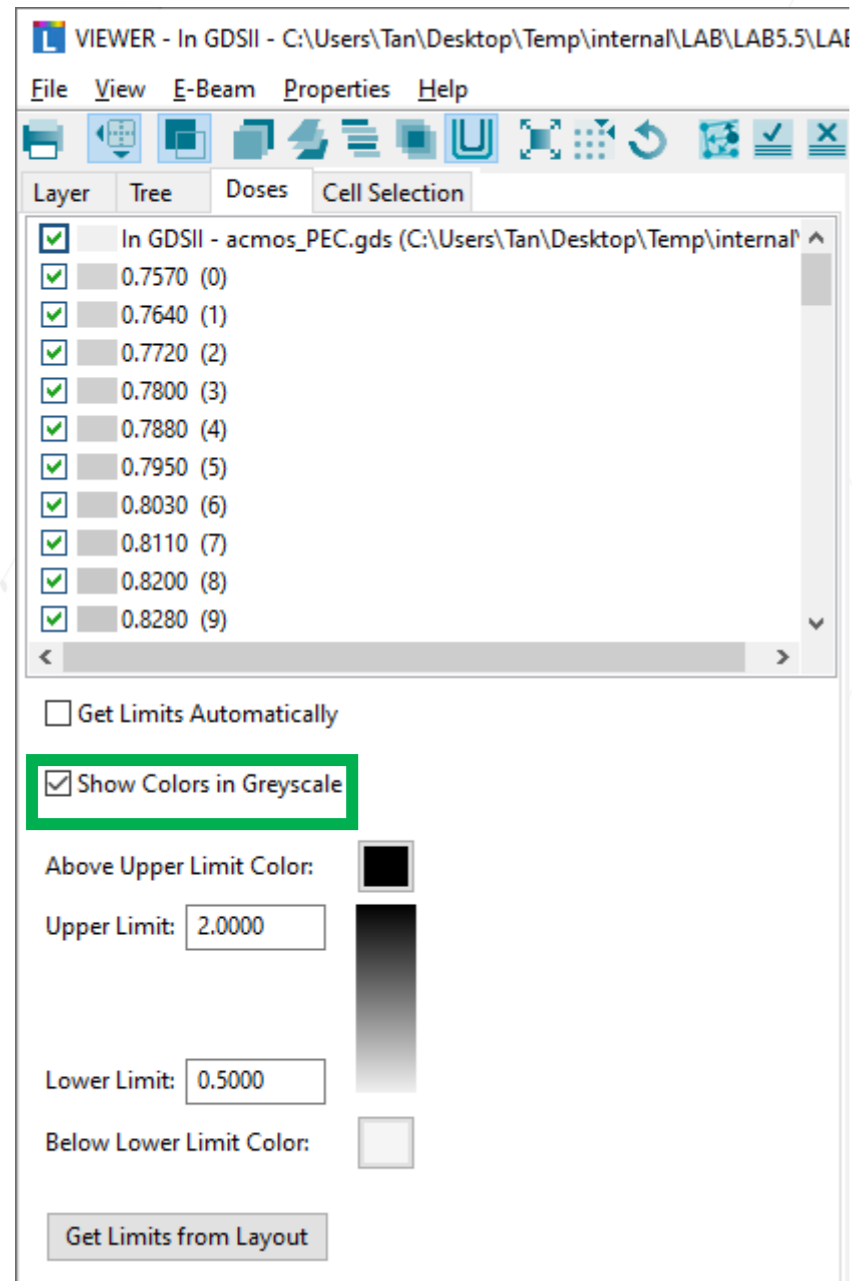 L VIEWER - In GDSII - C:\Users\Tan\Desktop\Temp\internal\LAB\LAB5.5\LAB
File View E-Beam Properties Help
Layer Tree Doses Cell Selection
In GDSII - acmos_PEC.gds (C:\Users\Tan\Desktop\Temp\internal\
0.7570 (0)
0.7640 (1)
0.7720 (2)
0.7800 (3)
0.7880 (4)
0.7950 (5)
0.8030 (6)
0.8110 (7)
0.8200 (8)
0.8280 (9)
Get Limits Automatically
Show Colors in Greyscale
Above Upper Limit Color:
Upper Limit: 2.0000
Lower Limit: 0.5000
Below Lower Limit Color:
Get Limits from Layout